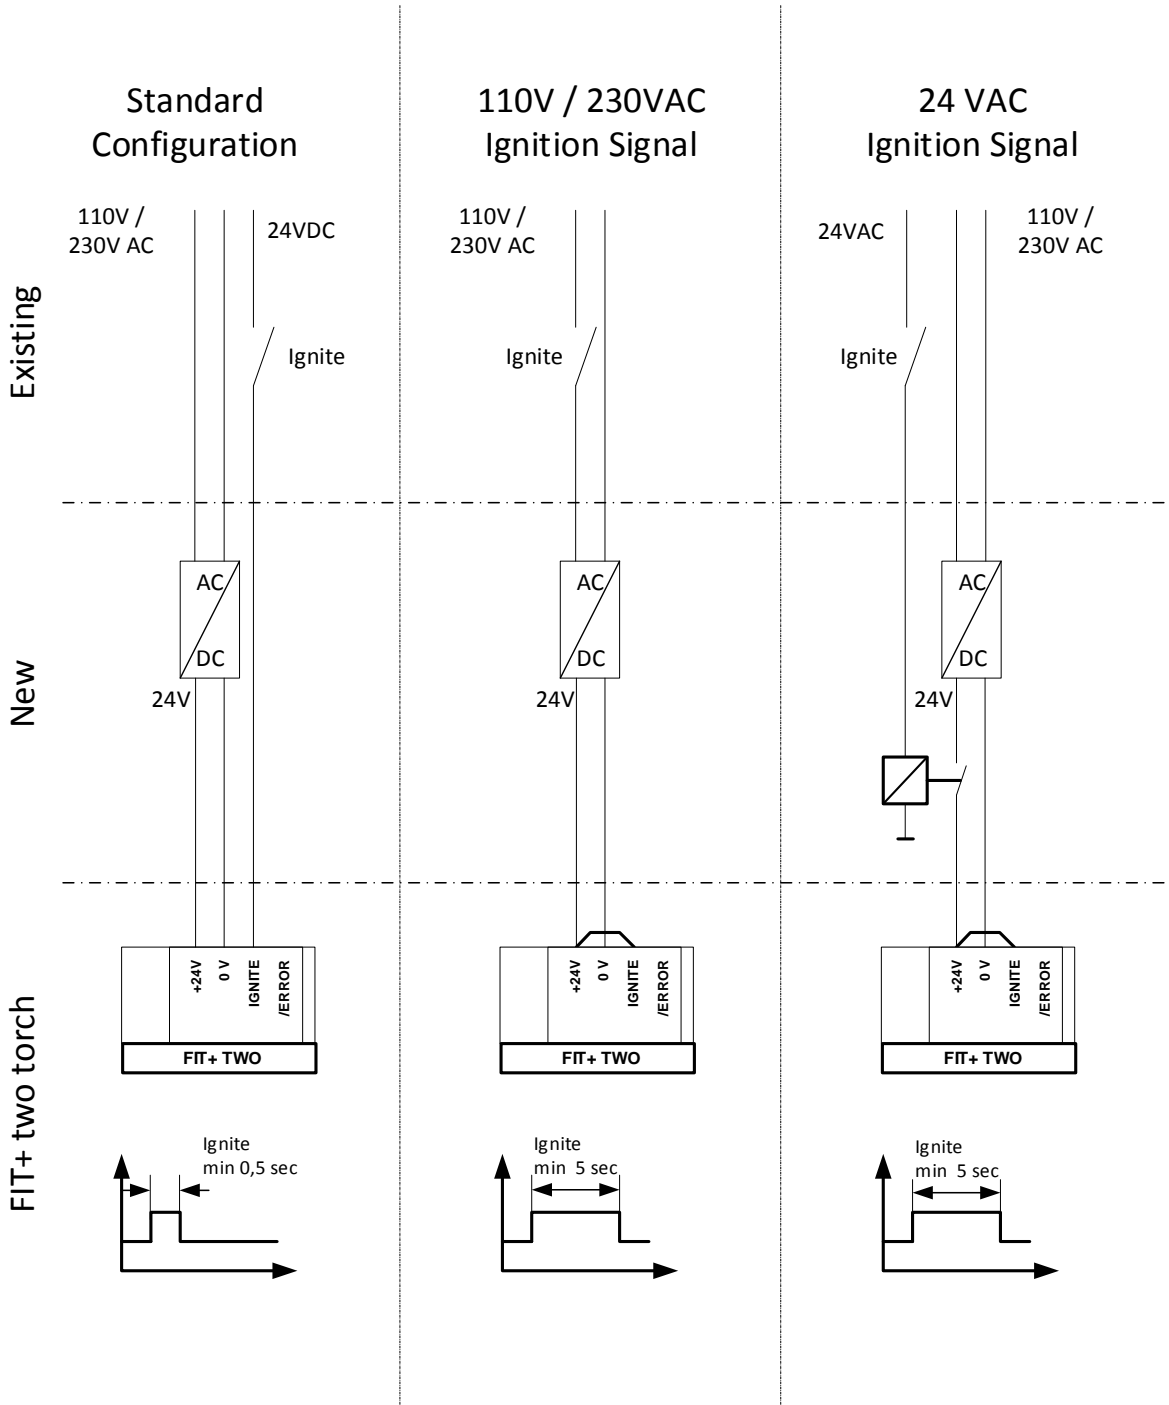 Standard
Configuration
110V / 230VAC
Ignition Signal
24 VAC
Ignition Signal
Existing
110V /
230V AC
24VDC
Ignite
110V /
230V AC
Ignite
24VAC
110V /
230V AC
Ignite
New
AC
DC
24V
AC
DC
24V
AC
DC
24V
FIT+ two torch
+24V
0 V
IGNITE
/ERROR
FIT+ TWO
+24V
0 V
IGNITE
/ERROR
FIT+ TWO
+24V
0 V
IGNITE
/ERROR
FIT+ TWO
Ignite
min 0,5 sec
Ignite
min 5 sec
Ignite
min 5 sec